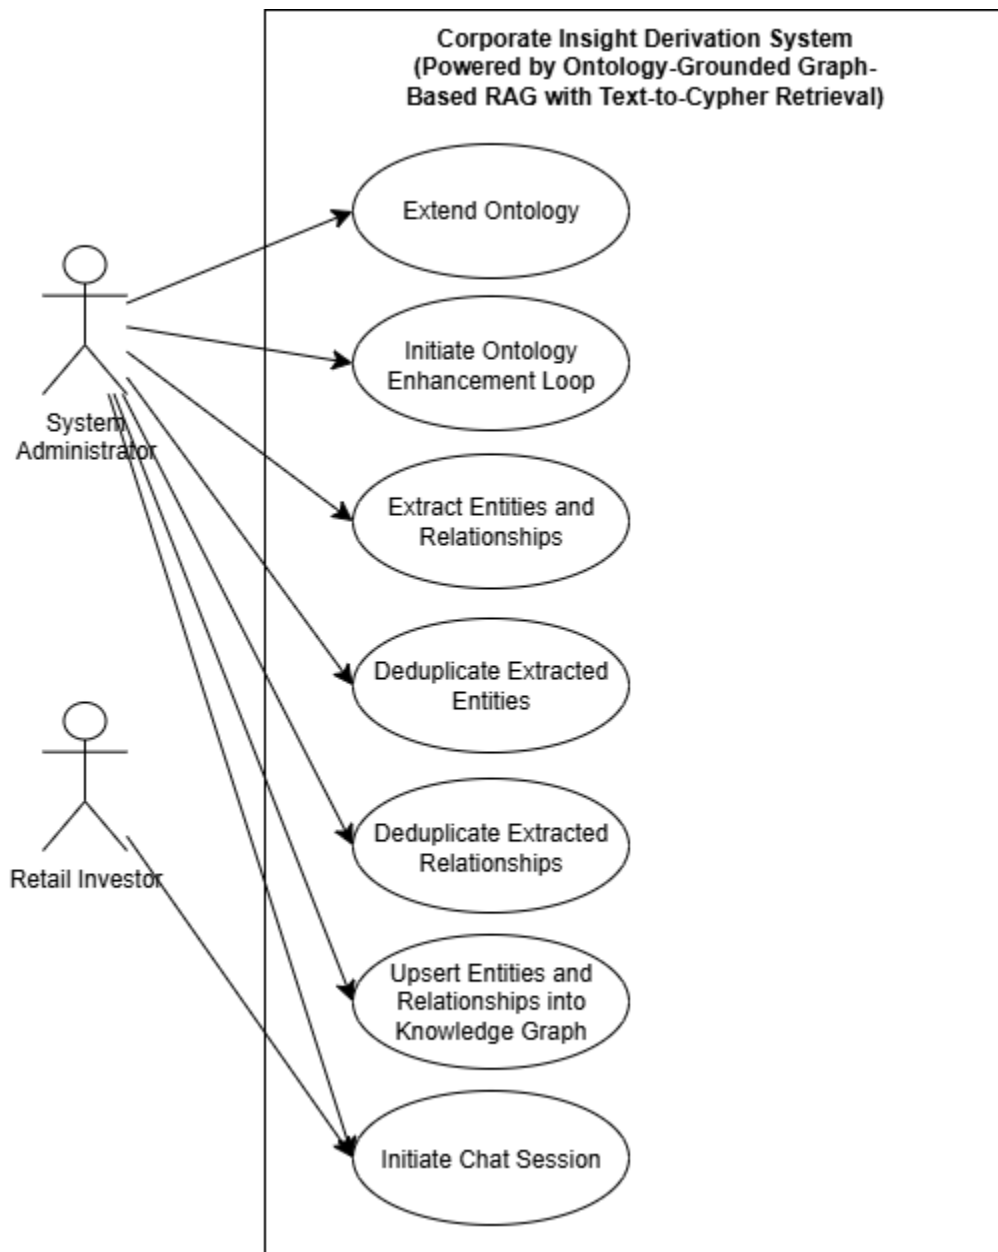 Corporate Insight Derivation System
(Powered by Ontology-Grounded Graph-
Based RAG with Text-to-Cypher Retrieval)
Extend Ontology
Initiate Ontology
Enhancement Loop
System
Administrator
Extract Entities and
Relationships
Deduplicate Extracted
Entities
Deduplicate Extracted
Relationships
Retail Investor
Upsert Entities and
Relationships into
Knowledge Graph
Initiate Chat Session